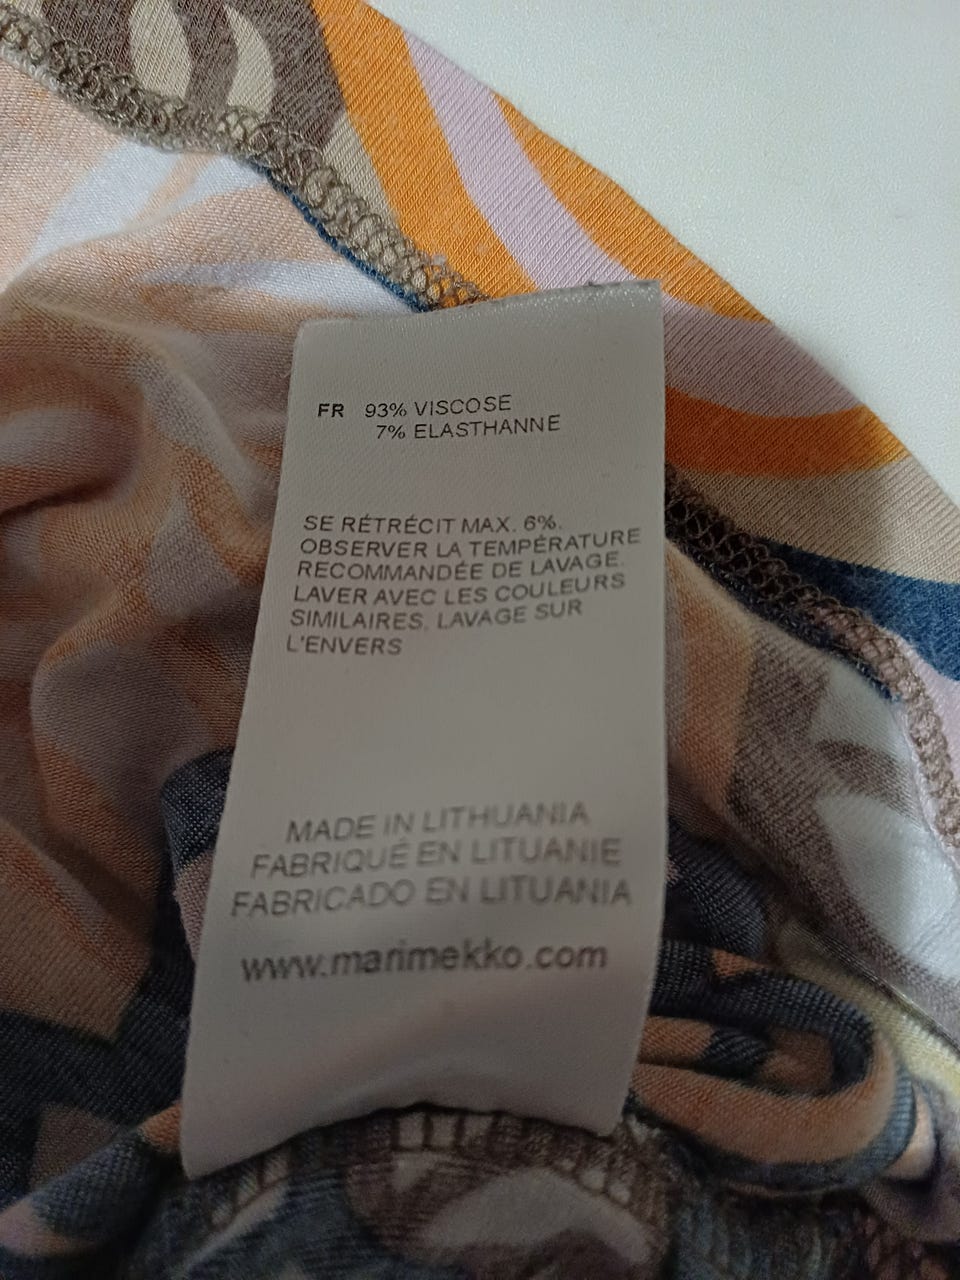 FR 93% VISCOSE
7% ELASTHANNE
SE RÉTRÉCIT MAX. 6%.
OBSERVER LA TEMPÉRATURE
RECOMMANDÉE DE LAVAGE.
LAVER AVEC LES COULEURS
SIMILAIRES. LAVAGE SUR
L'ENVERS
MADE IN LITHUANIA
FABRIQUÉ EN LITUANIE
FABRICADO EN LITUANIA
www.marimekko.com